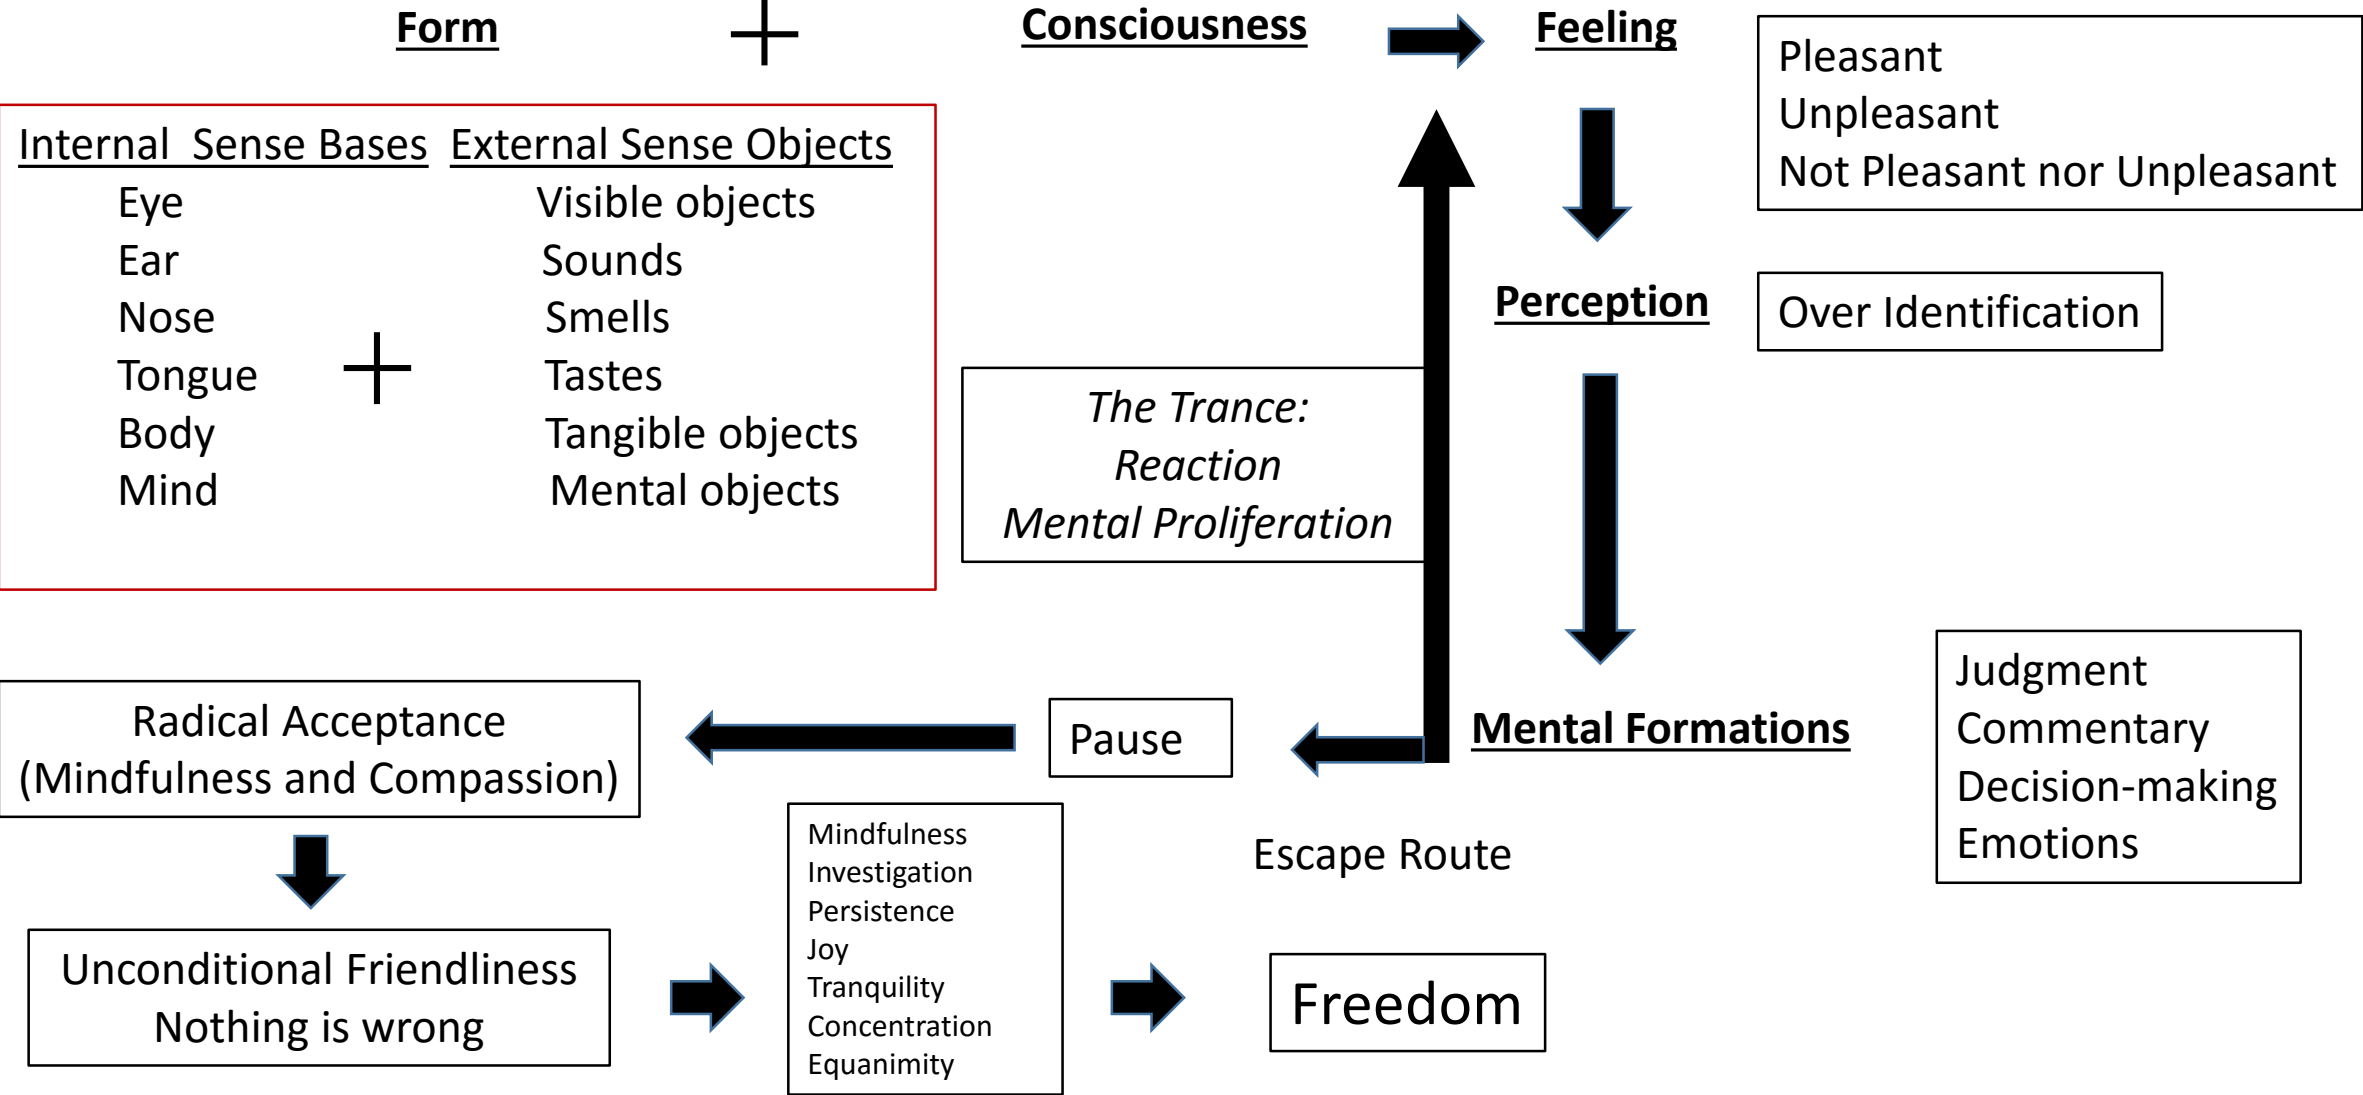 Form
Consciousness
Feeling
Pleasant
Unpleasant
Not Pleasant nor Unpleasant
Internal  Sense Bases
External Sense Objects
Eye
Visible objects
Ear
Sounds
Nose
Smells
Tongue
Tastes
Body
Tangible objects
Mind
Mental objects
Perception
Over Identification
The Trance:
Reaction
Mental Proliferation
Mental Formations
Judgment
Commentary
Decision-making
Emotions
Pause
Radical Acceptance
(Mindfulness and Compassion)
Escape Route
Unconditional Friendliness
Nothing is wrong
Mindfulness
Investigation
Persistence
Joy
Tranquility
Concentration
Equanimity
Freedom